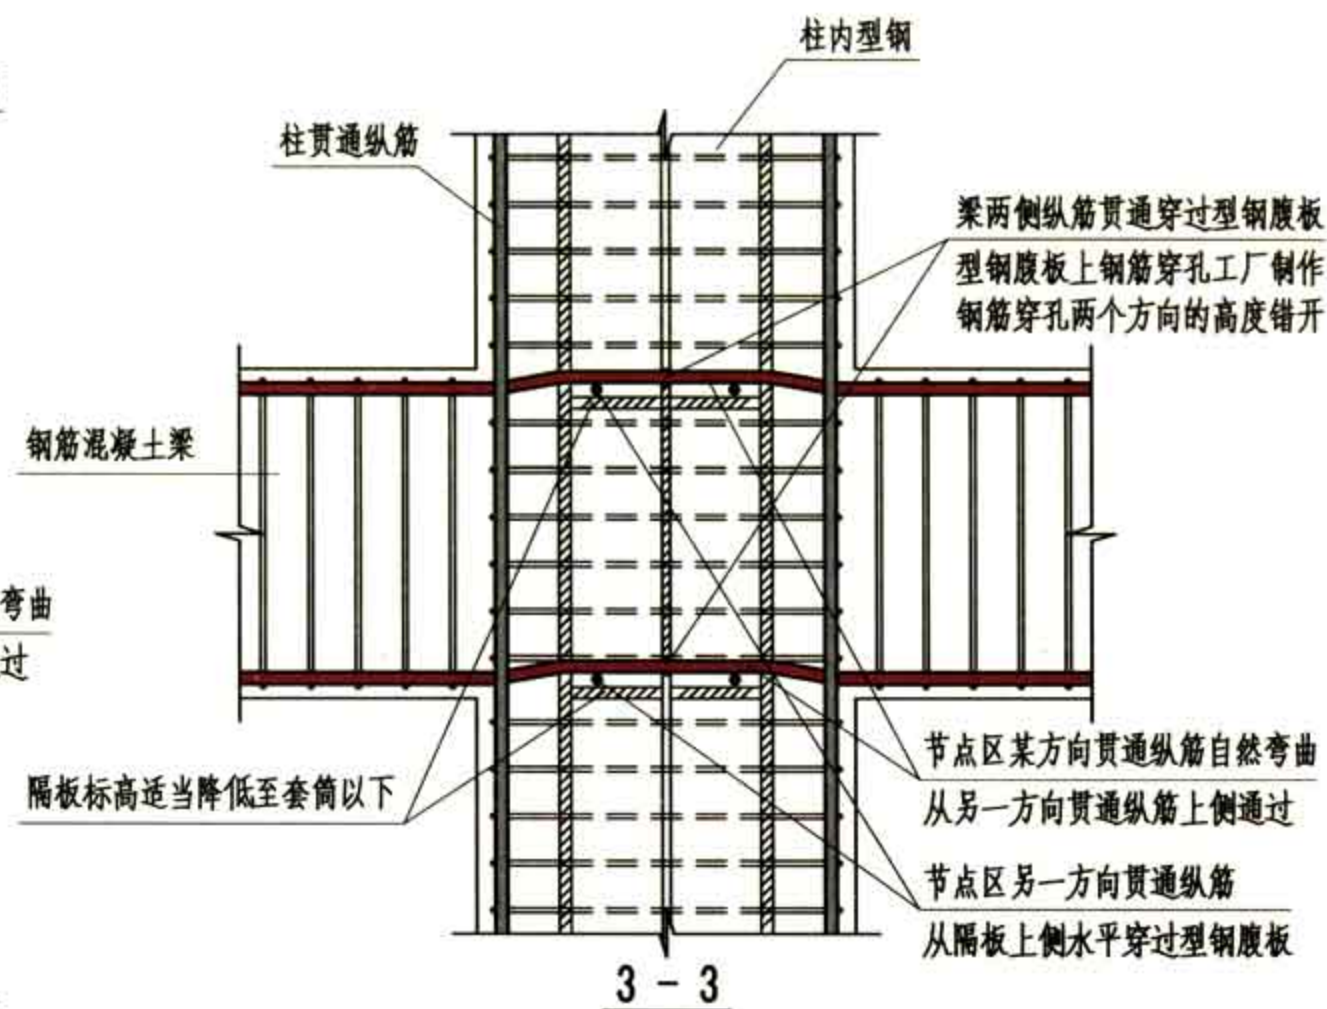 柱内型钢
柱贯通纵筋
梁两侧纵筋贯通穿过型钢腹板
型钢腹板上钢筋穿孔工厂制作
钢筋穿孔两个方向的高度错开
钢筋混凝土梁
弯曲
过
隔板标高适当降低至套筒以下
节点区某方向贯通纵筋自然弯曲
从另一方向贯通纵筋上侧通过
节点区另一方向贯通纵筋
从隔板上侧水平穿过型钢腹板
3 - 3